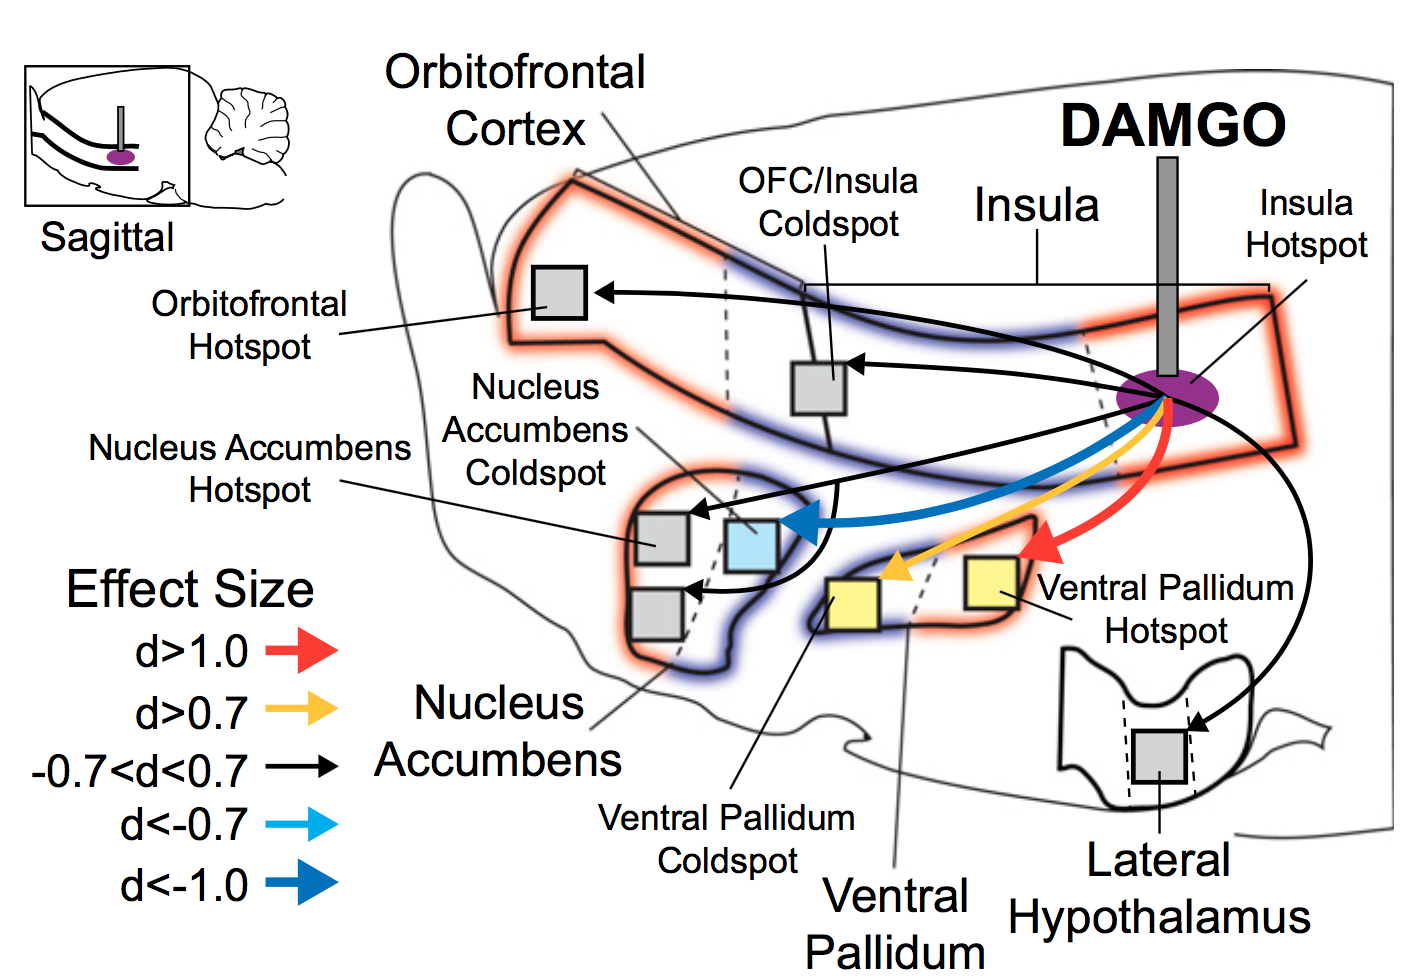 Orbitofrontal
Cortex
DAMGO
OFC/Insula
Coldspot
Insula
Insula
Hotspot
Sagittal
Orbitofrontal
Hotspot
Nucleus
Accumbens
Coldspot
Nucleus Accumbens
Hotspot
Effect Size
d>1.0
d>0.7
-0.7<d<0.7
d<-0.7
d<-1.0
Ventral Pallidum
Hotspot
Nucleus
Accumbens
Ventral Pallidum
Coldspot
Ventral
Pallidum
Lateral
Hypothalamus